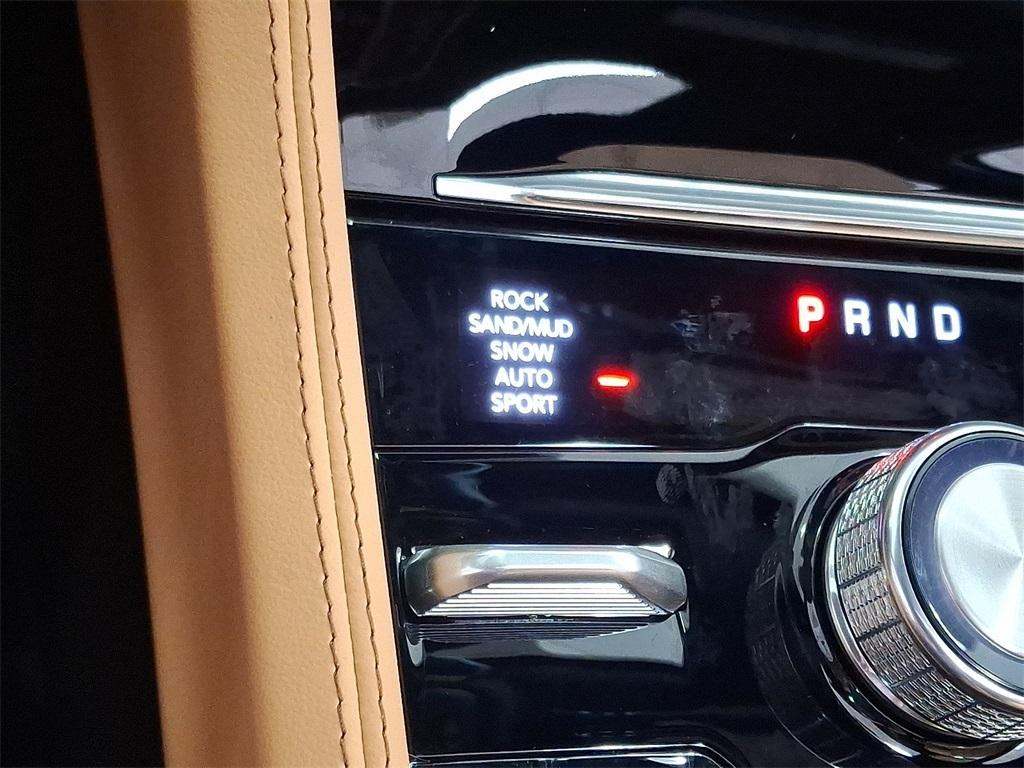 ROCK
SAND/MUD
SNOW
AUTO
SPORT
P R N D